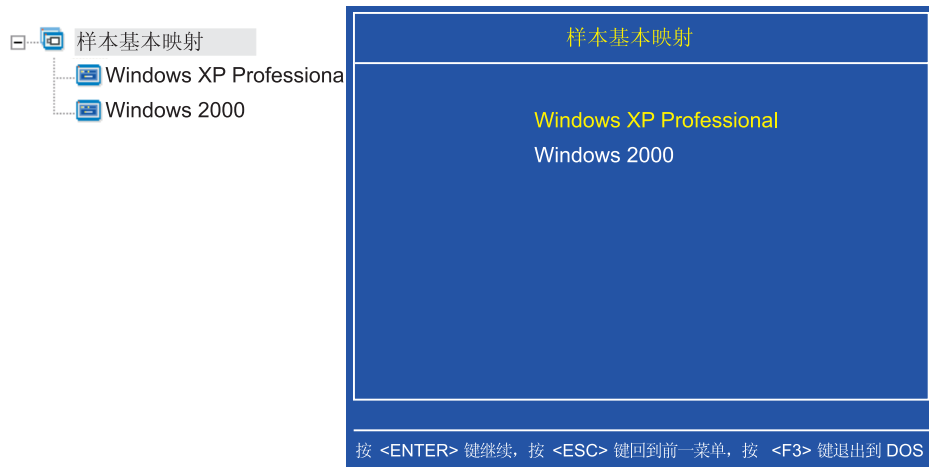 样本基本映射
Windows XP Professiona
Windows 2000
样本基本映射
Windows XP Professional
Windows 2000
按 <ENTER> 键继续，按 <ESC> 键回到前一菜单，按 <F3> 键退出到 DOS